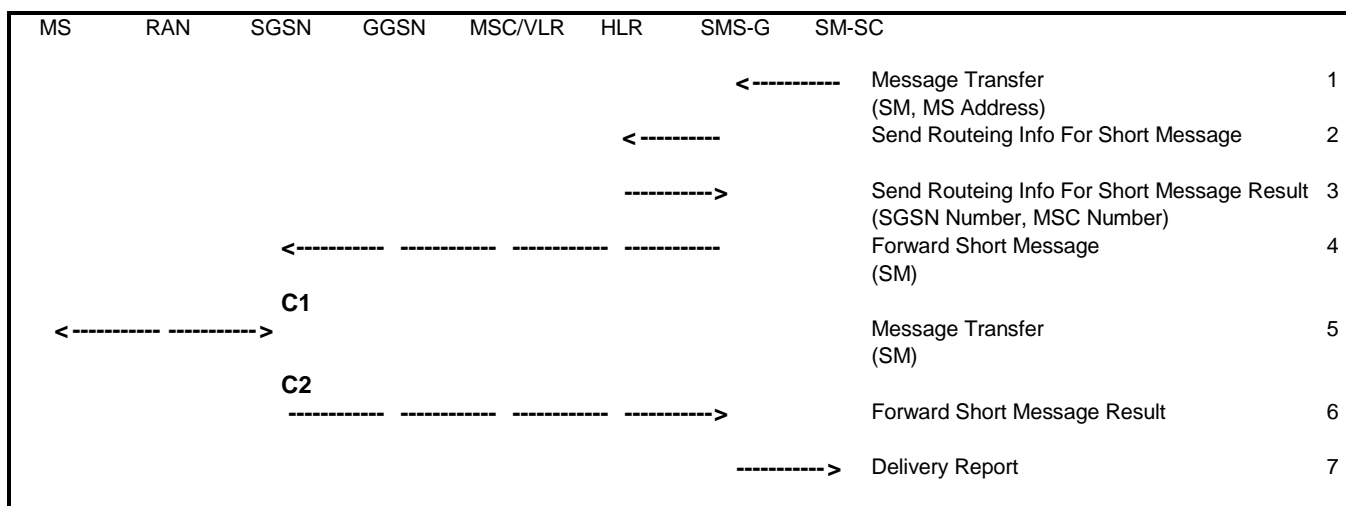 MS RAN SGSN GGSN MSC/VLR HLR SMS-G SM-SC
Message Transfer 1
(SM, MS Address)
Send Routeing Info For Short Message 2
Send Routeing Info For Short Message Result 3
(SGSN Number, MSC Number)
Forward Short Message 4
(SM)
C1
Message Transfer 5
(SM)
C2
Forward Short Message Result 6
Delivery Report 7